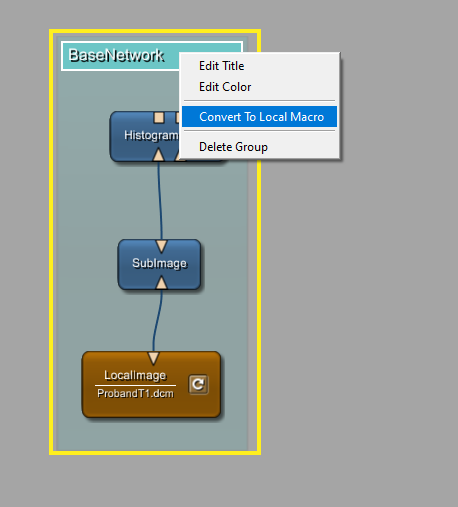 BaseNetwork
Edit Title
Edit Color
Convert To Local Macro
Delete Group
Histogram
SubImage
LocalImage
ProbandT1.dcm